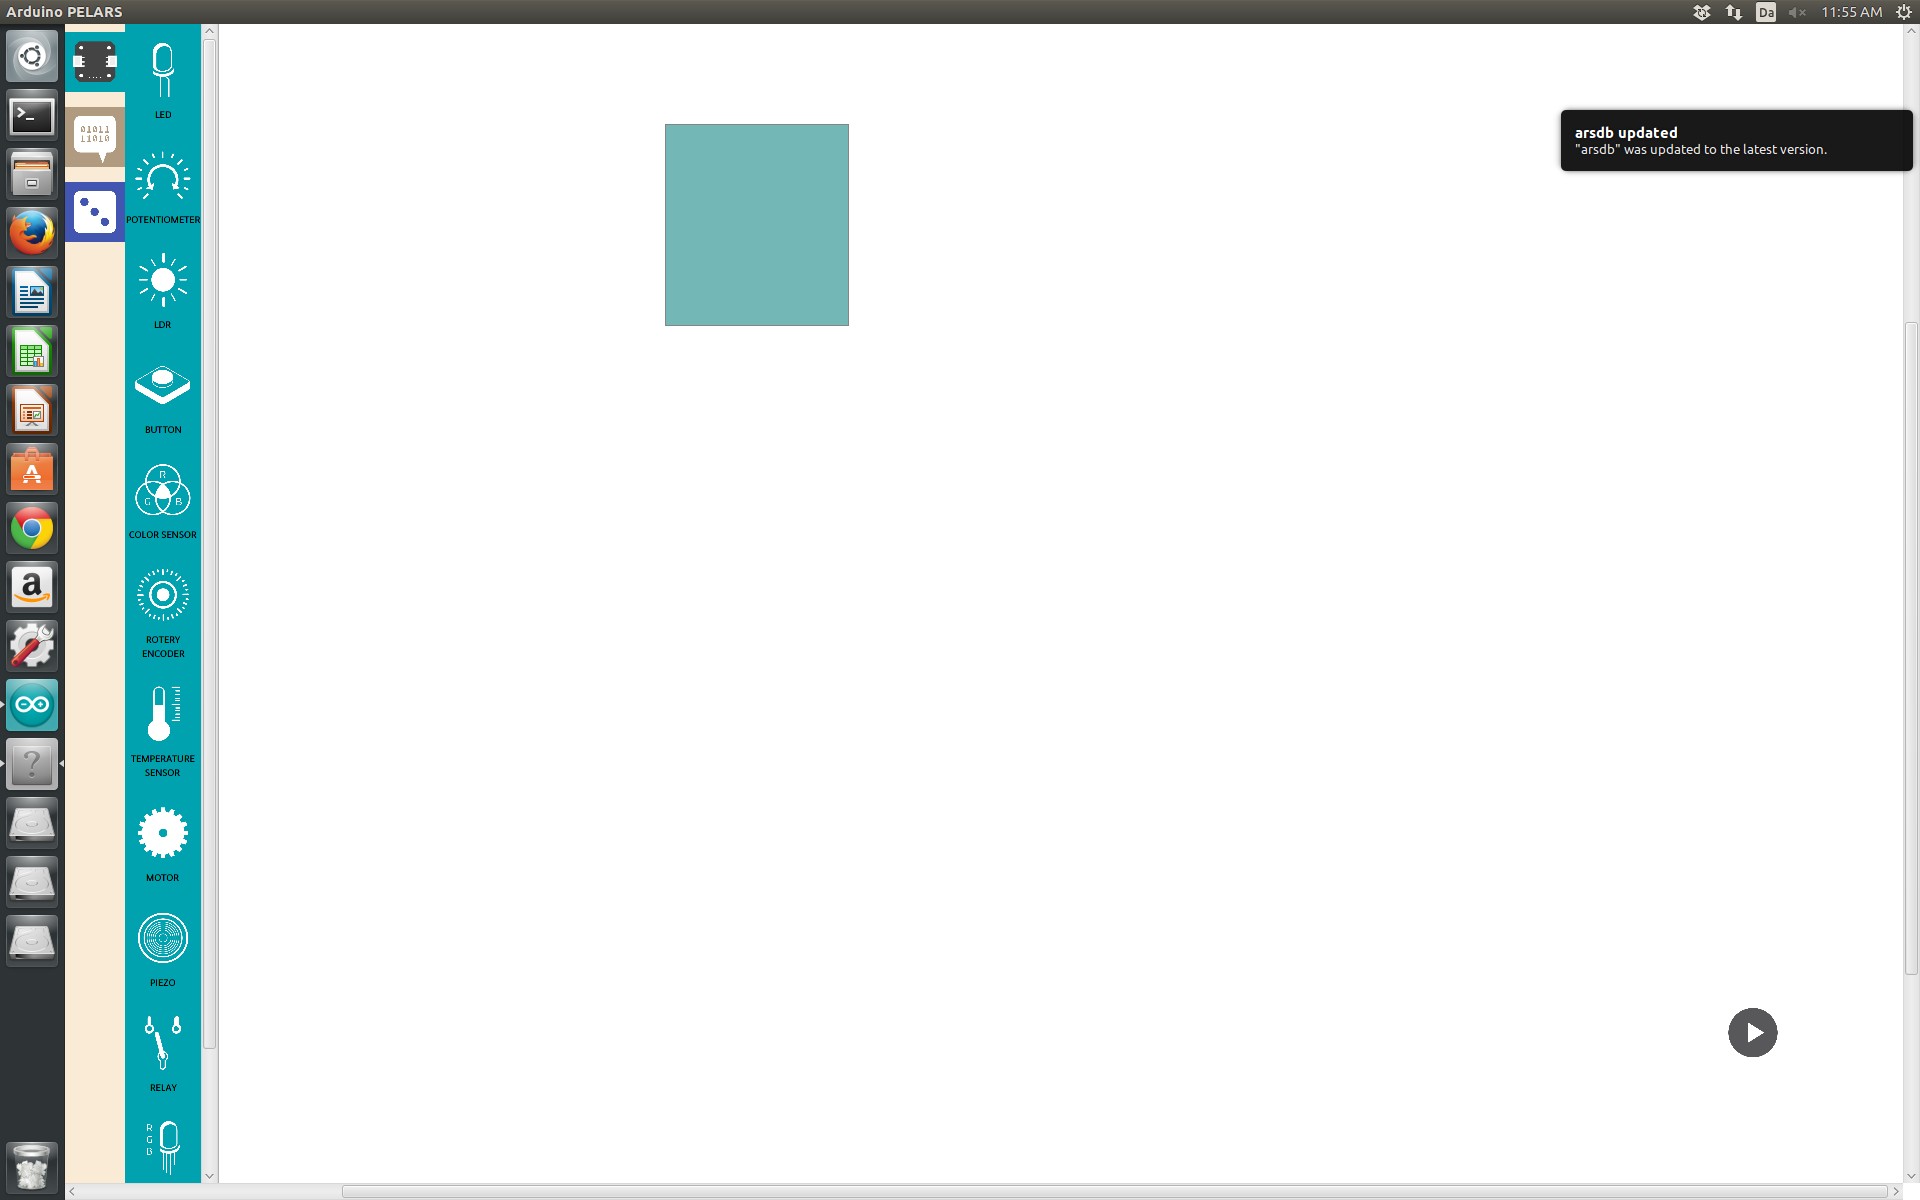 Arduino PELARS
Da
11:55 AM
01011
11010
LED
POTENTIOMETER
LDR
BUTTON
R
G B
COLOR SENSOR
ROTERY
ENCODER
TEMPERATURE
SENSOR
MOTOR
PIEZO
RELAY
R
G
B
arsdb updated
"arsdb" was updated to the latest version.
>_
A
a
?